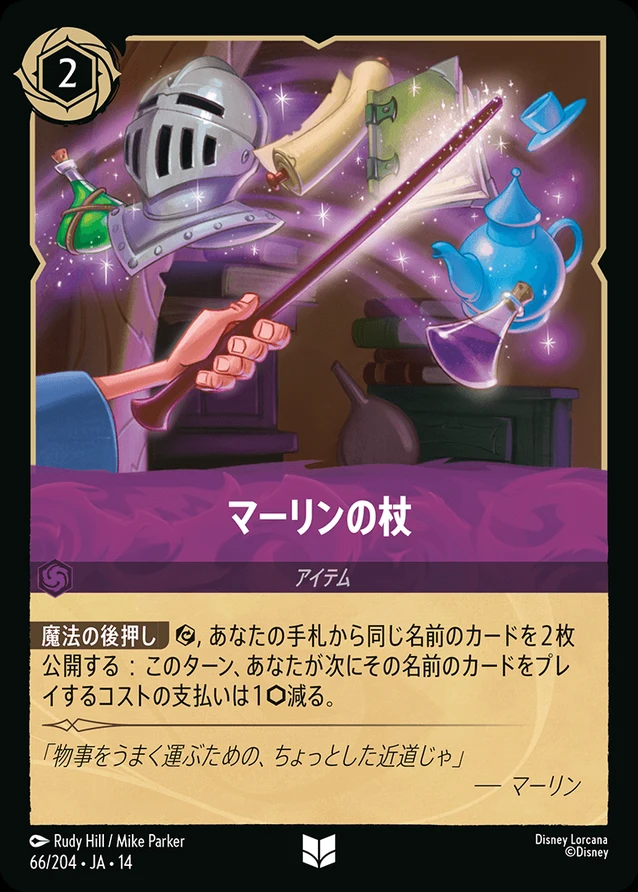 2
マーリンの杖
アイテム
魔法の後押し , あなたの手札から同じ名前のカードを2枚
公開する : このターン、あなたが次にその名前のカードをプレ
イするコストの支払いは1減る。
「物事をうまく運ぶための、ちょっとした近道じゃ」
— マーリン
Rudy Hill / Mike Parker
Disney Lorcana
66/204 • JA • 14
©Disney